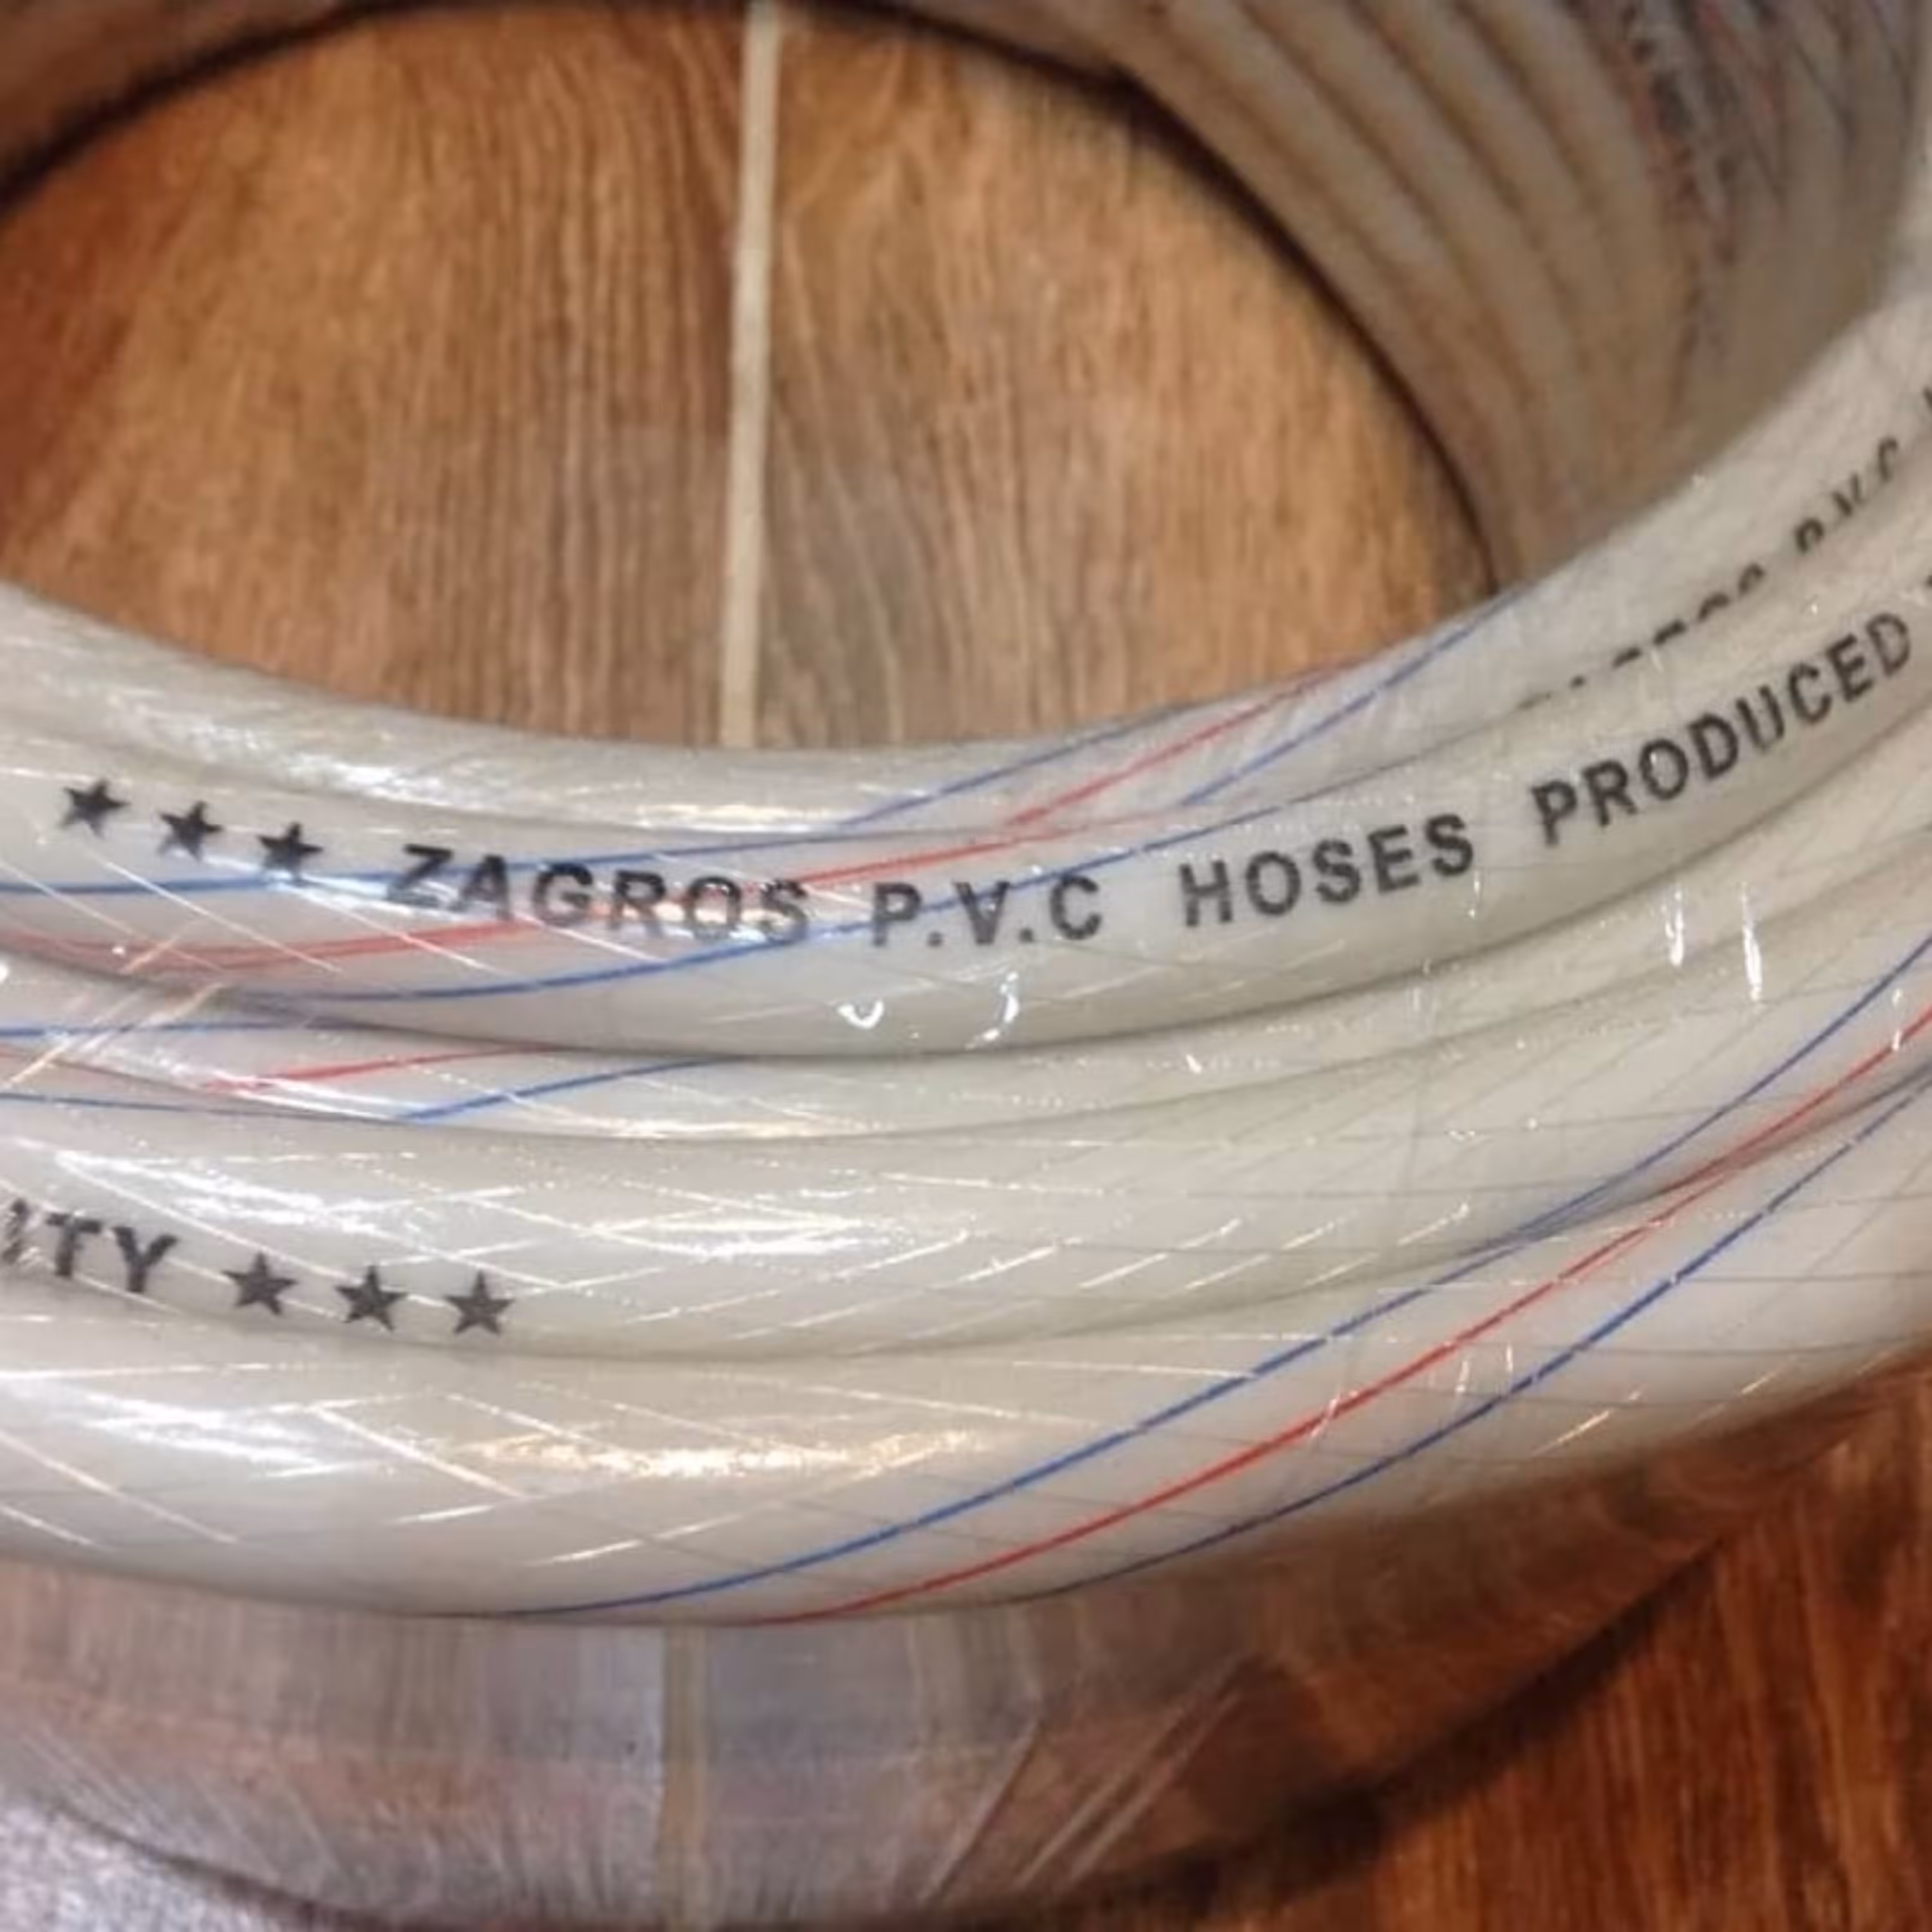 P.V.C
★★★ ZAGROS P.V.C HOSES PRODUCED
ITY ★★★